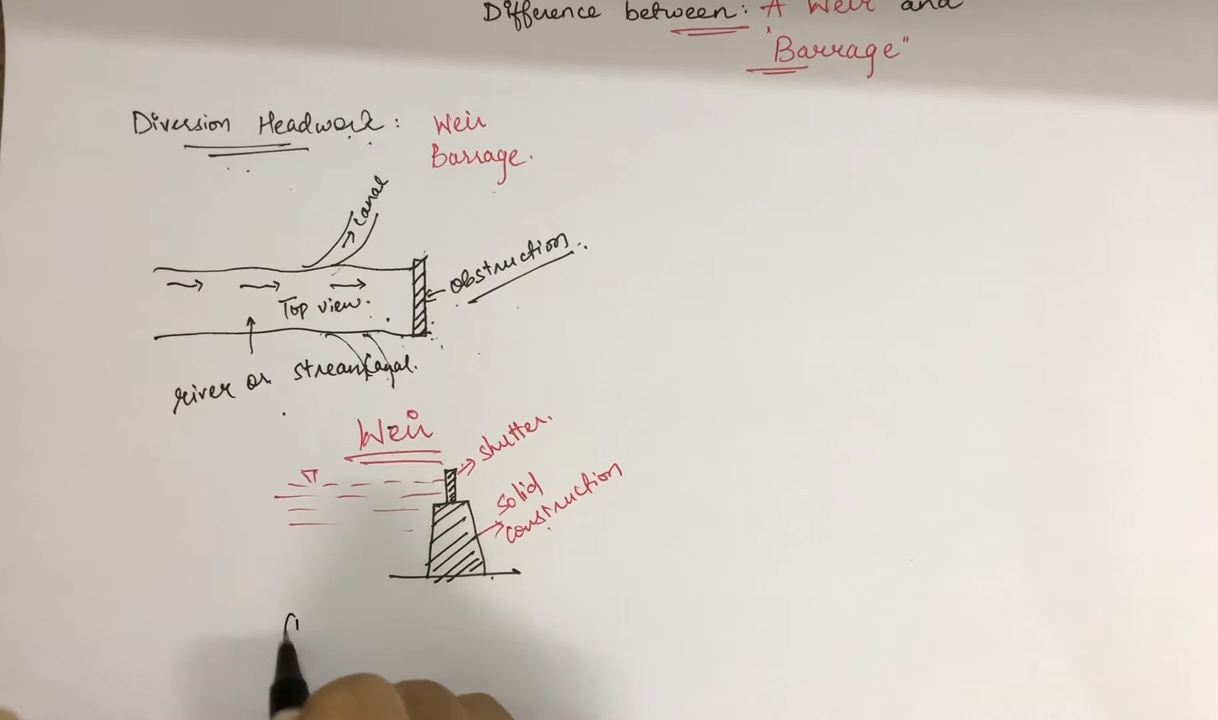 Difference between: A Weir and
"Barrage"
Diversion Headwork: Weir
Barrage.
Canal
obstruction.
Top view.
river or stream
Canal.
Weir
shutter.
solid
construction